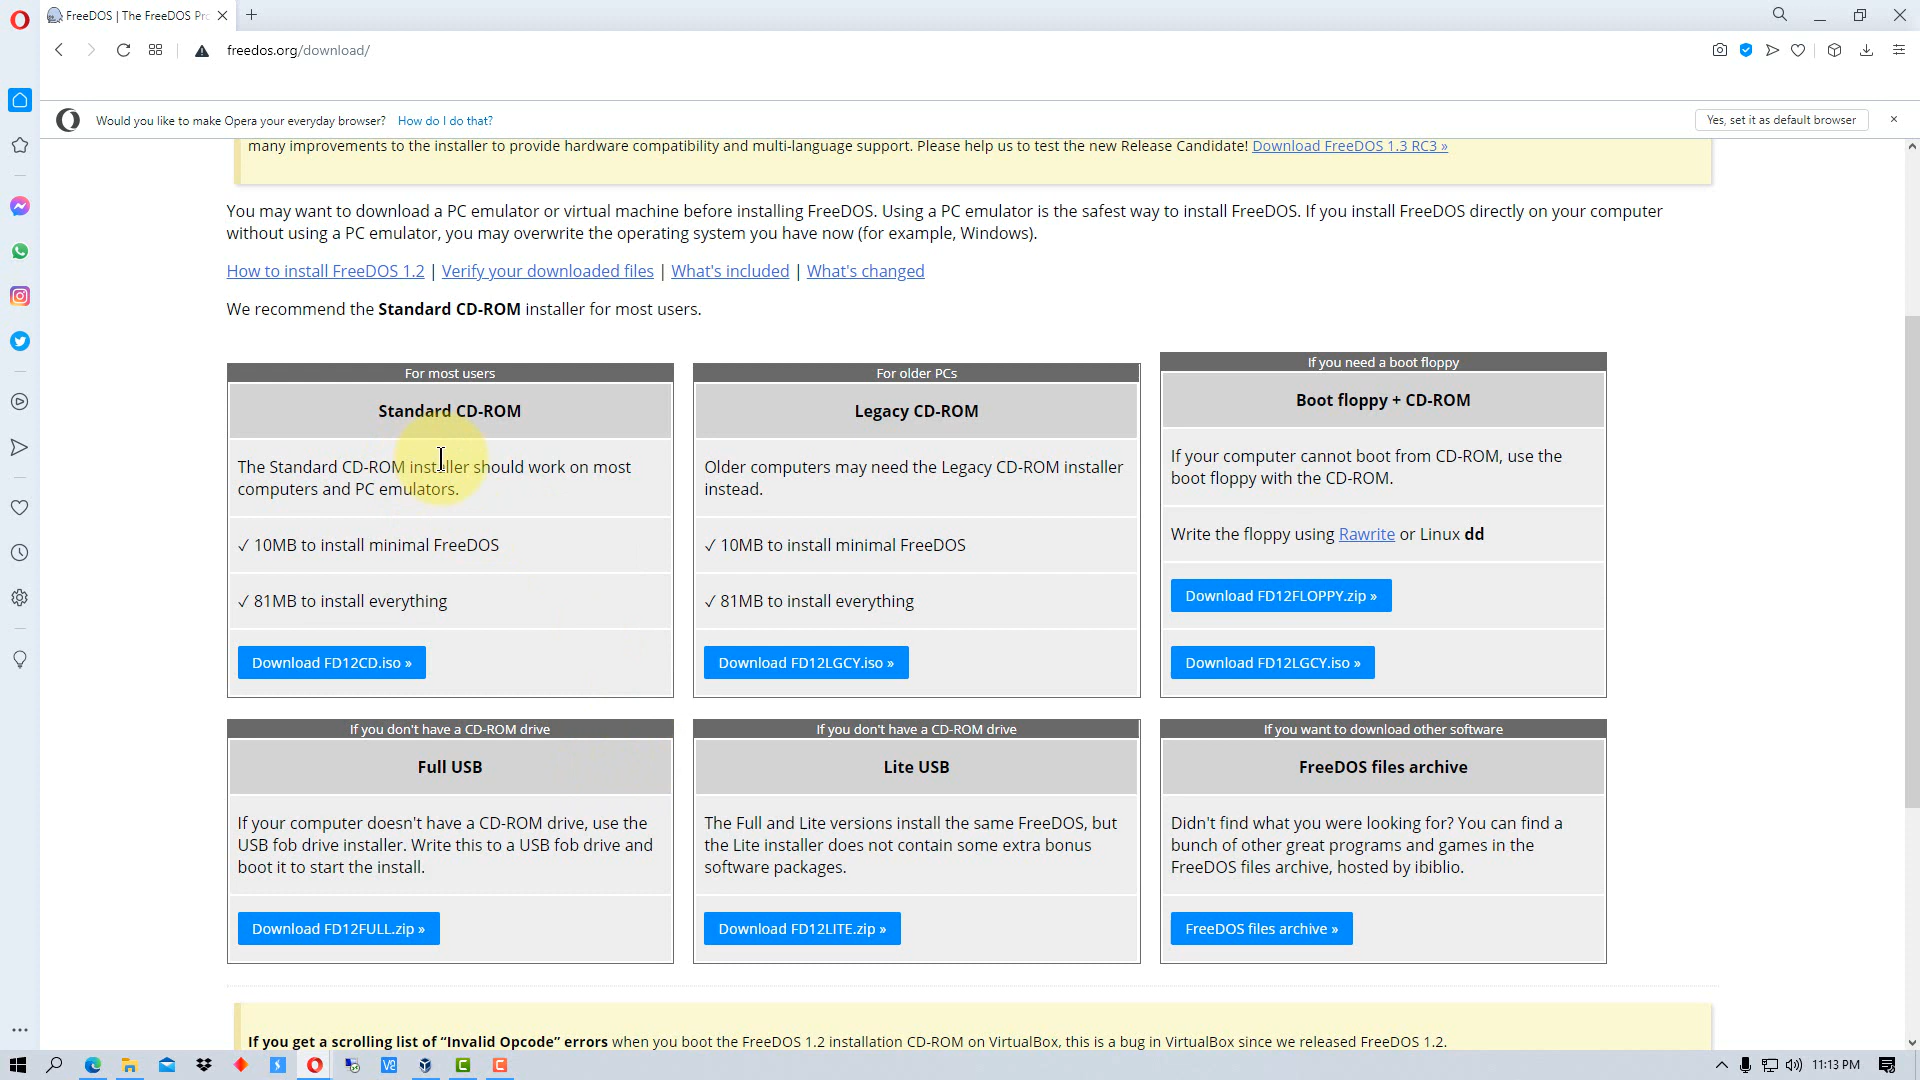 FreeDOS | The FreeDOS Pr
freedos.org/download/
Would you like to make Opera your everyday browser? How do I do that?
Yes, set it as default browser
many improvements to the installer to provide hardware compatibility and multi-language support. Please help us to test the new Release Candidate! Download FreeDOS 1.3 RC3 »
You may want to download a PC emulator or virtual machine before installing FreeDOS. Using a PC emulator is the safest way to install FreeDOS. If you install FreeDOS directly on your computer
without using a PC emulator, you may overwrite the operating system you have now (for example, Windows).
How to install FreeDOS 1.2 | Verify your downloaded files | What's included | What's changed
We recommend the Standard CD-ROM installer for most users.
For most users
Standard CD-ROM
The Standard CD-ROM installer should work on most
computers and PC emulators.
✓ 10MB to install minimal FreeDOS
✓ 81MB to install everything
Download FD12CD.iso »
For older PCs
Legacy CD-ROM
Older computers may need the Legacy CD-ROM installer
instead.
✓ 10MB to install minimal FreeDOS
✓ 81MB to install everything
Download FD12LGCY.iso »
If you need a boot floppy
Boot floppy + CD-ROM
If your computer cannot boot from CD-ROM, use the
boot floppy with the CD-ROM.
Write the floppy using Rawrite or Linux dd
Download FD12FLOPPY.zip »
Download FD12LGCY.iso »
If you don't have a CD-ROM drive
Full USB
If your computer doesn't have a CD-ROM drive, use the
USB fob drive installer. Write this to a USB fob drive and
boot it to start the install.
Download FD12FULL.zip »
If you don't have a CD-ROM drive
Lite USB
The Full and Lite versions install the same FreeDOS, but
the Lite installer does not contain some extra bonus
software packages.
Download FD12LITE.zip »
If you want to download other software
FreeDOS files archive
Didn't find what you were looking for? You can find a
bunch of other great programs and games in the
FreeDOS files archive, hosted by ibiblio.
FreeDOS files archive »
If you get a scrolling list of “Invalid Opcode” errors when you boot the FreeDOS 1.2 installation CD-ROM on VirtualBox, this is a bug in VirtualBox since we released FreeDOS 1.2.
11:13 PM